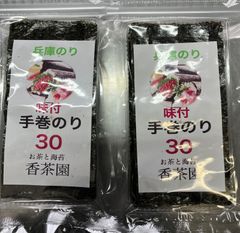 兵庫のり
味付
手巻のり
30
お茶と海苔
香茶園
兵庫のり
味付
手巻のり
30
お茶と海苔
香茶園